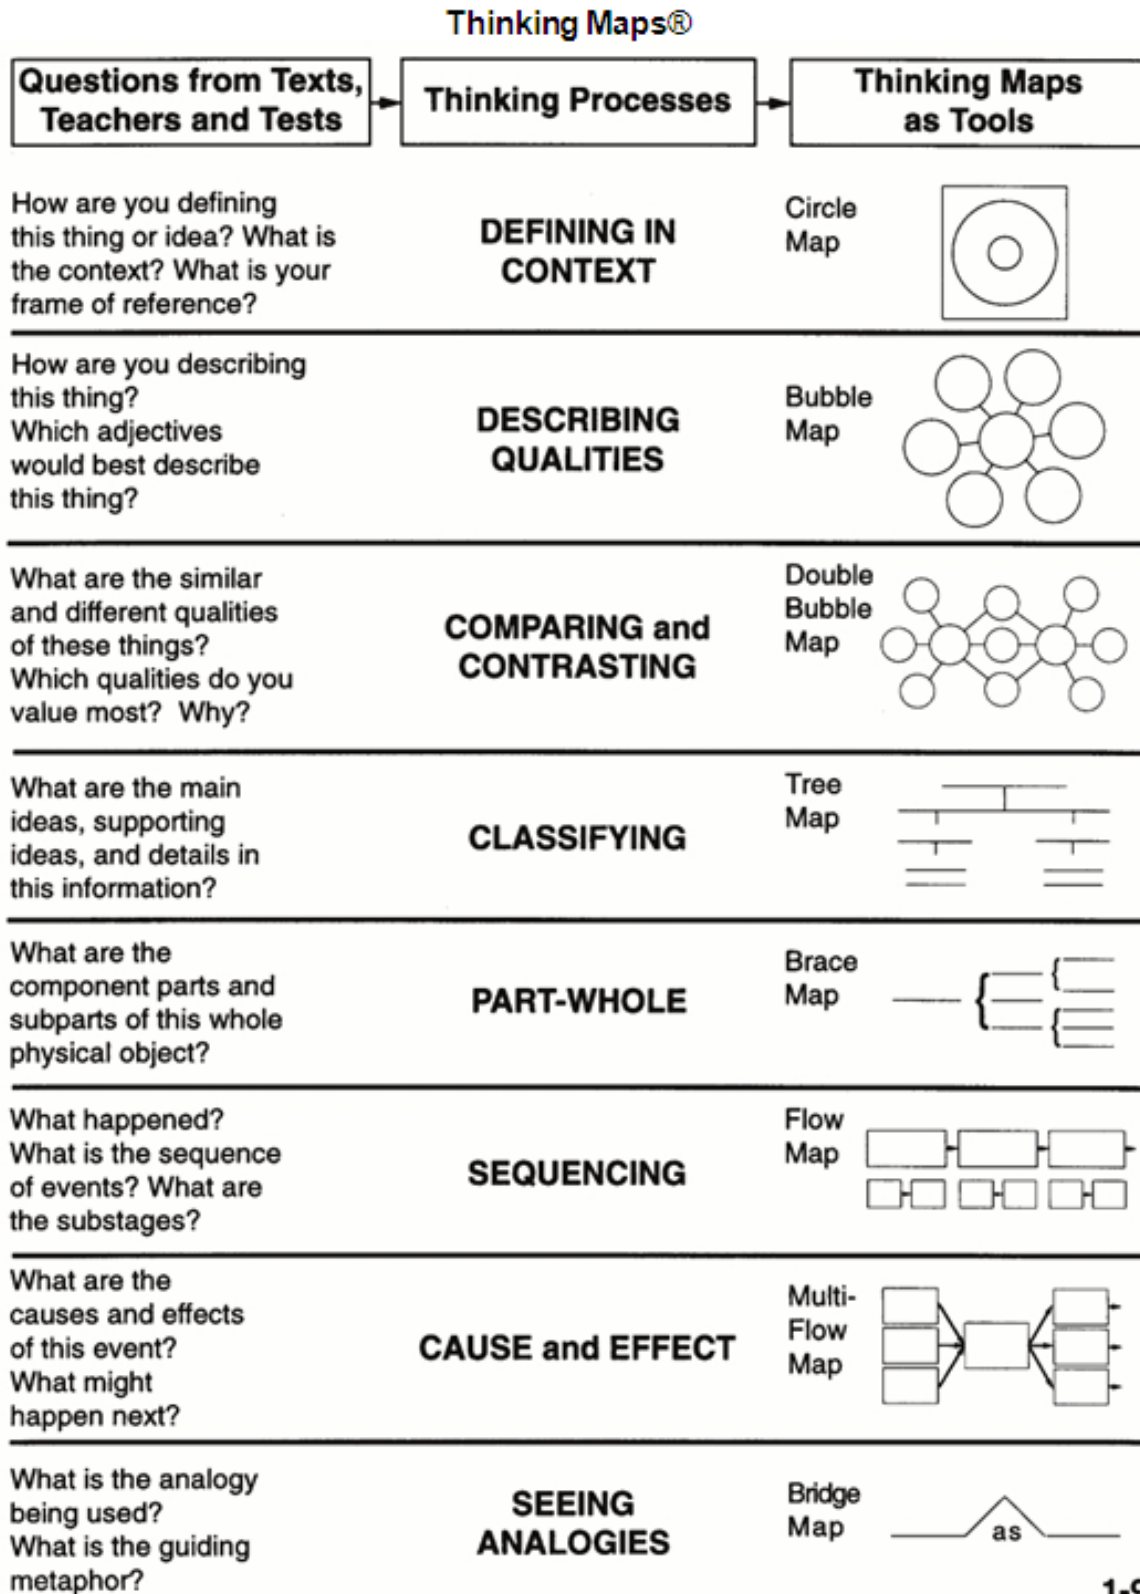 Thinking Maps®
Questions from Texts,
Teachers and Tests
Thinking Processes
Thinking Maps
as Tools
How are you defining
this thing or idea? What is
the context? What is your
frame of reference?
DEFINING IN
CONTEXT
Circle
Map
How are you describing
this thing?
Which adjectives
would best describe
this thing?
DESCRIBING
QUALITIES
Bubble
Map
What are the similar
and different qualities
of these things?
Which qualities do you
value most? Why?
COMPARING and
CONTRASTING
Double
Bubble
Map
What are the main
ideas, supporting
ideas, and details in
this information?
CLASSIFYING
Tree
Map
What are the
component parts and
subparts of this whole
physical object?
PART-WHOLE
Brace
Map
What happened?
What is the sequence
of events? What are
the substages?
SEQUENCING
Flow
Map
What are the
causes and effects
of this event?
What might
happen next?
CAUSE and EFFECT
Multi-
Flow
Map
What is the analogy
being used?
What is the guiding
metaphor?
SEEING
ANALOGIES
Bridge
Map
as